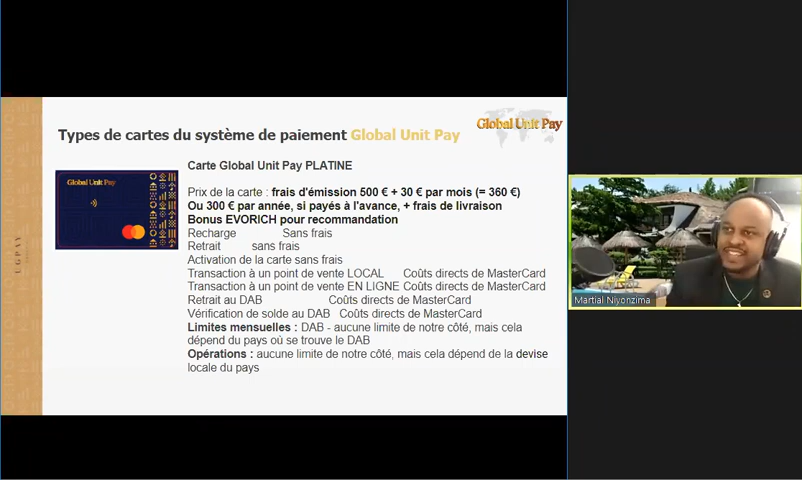 Types de cartes du système de paiement Global Unit Pay
Global Unit Pay
Carte Global Unit Pay PLATINE
Global Unit Pay
Prix de la carte : frais d'émission 500 € + 30 € par mois (= 360 €)
Ou 300 € par année, si payés à l'avance, + frais de livraison
Bonus EVORICH pour recommandation
Recharge Sans frais
Retrait sans frais
Activation de la carte sans frais
Transaction à un point de vente LOCAL Coûts directs de MasterCard
Transaction à un point de vente EN LIGNE Coûts directs de MasterCard
Retrait au DAB Coûts directs de MasterCard
Vérification de solde au DAB Coûts directs de MasterCard
Limites mensuelles : DAB - aucune limite de notre côté, mais cela
dépend du pays où se trouve le DAB
Opérations : aucune limite de notre côté, mais cela dépend de la devise
locale du pays
UGPAY
Martial Niyonzima